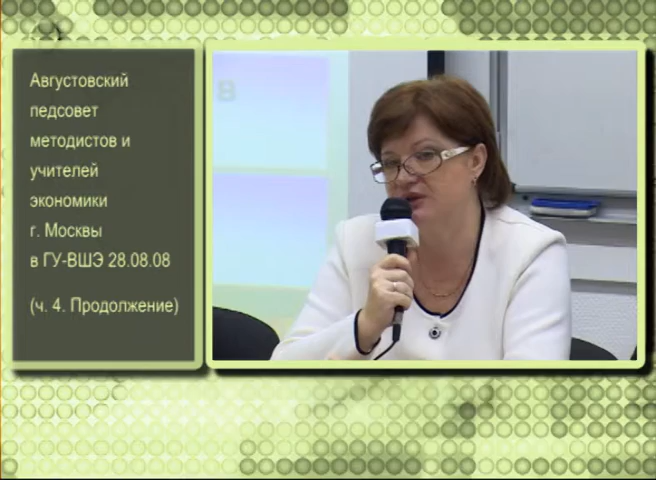 Августовский
педсовет
методистов и
учителей
экономики
г. Москвы
в ГУ-ВШЭ 28.08.08
(ч. 4. Продолжение)
В